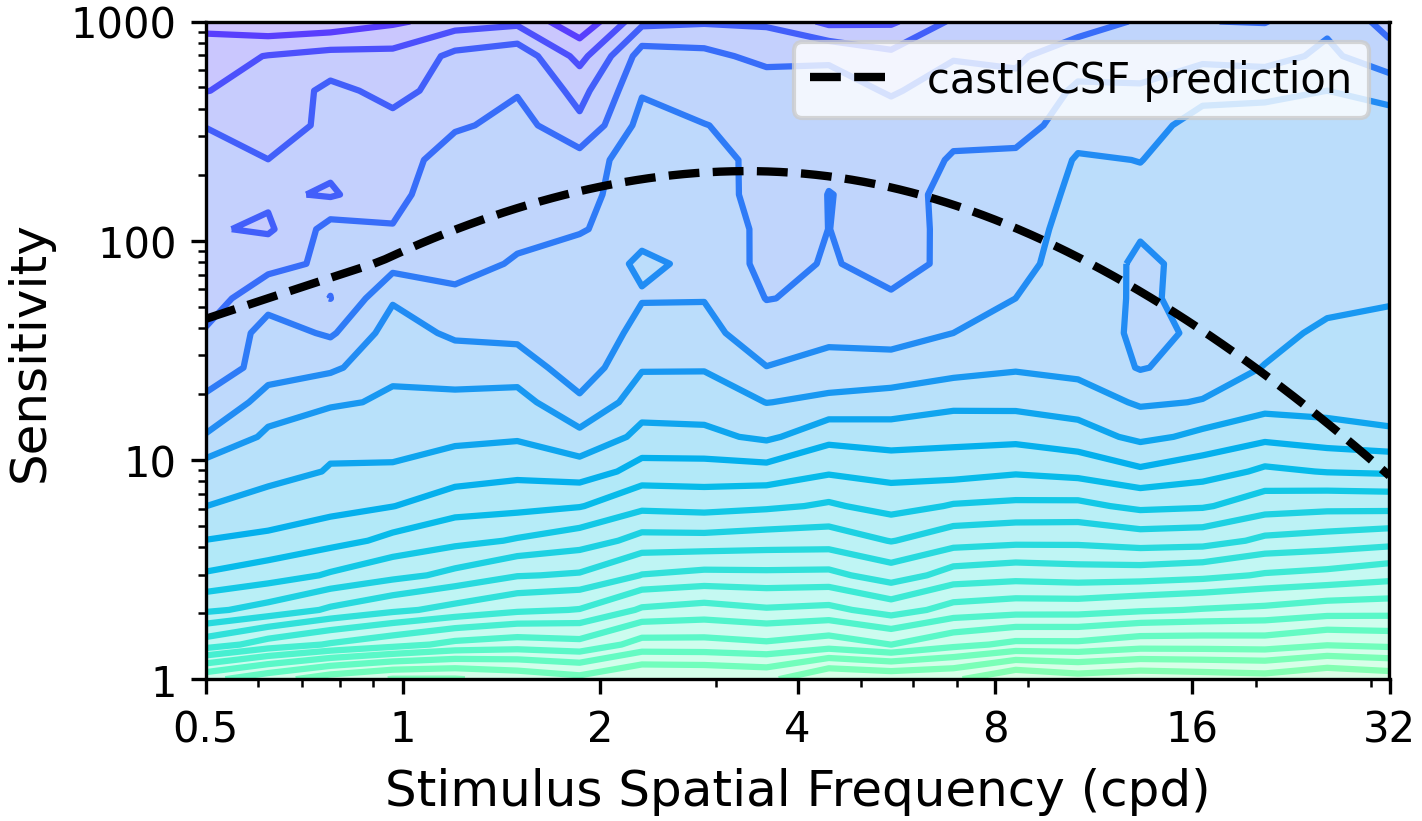 1000
100
10
1
Sensitivity
castleCSF prediction
0.5 1 2 4 8 16 32
Stimulus Spatial Frequency (cpd)